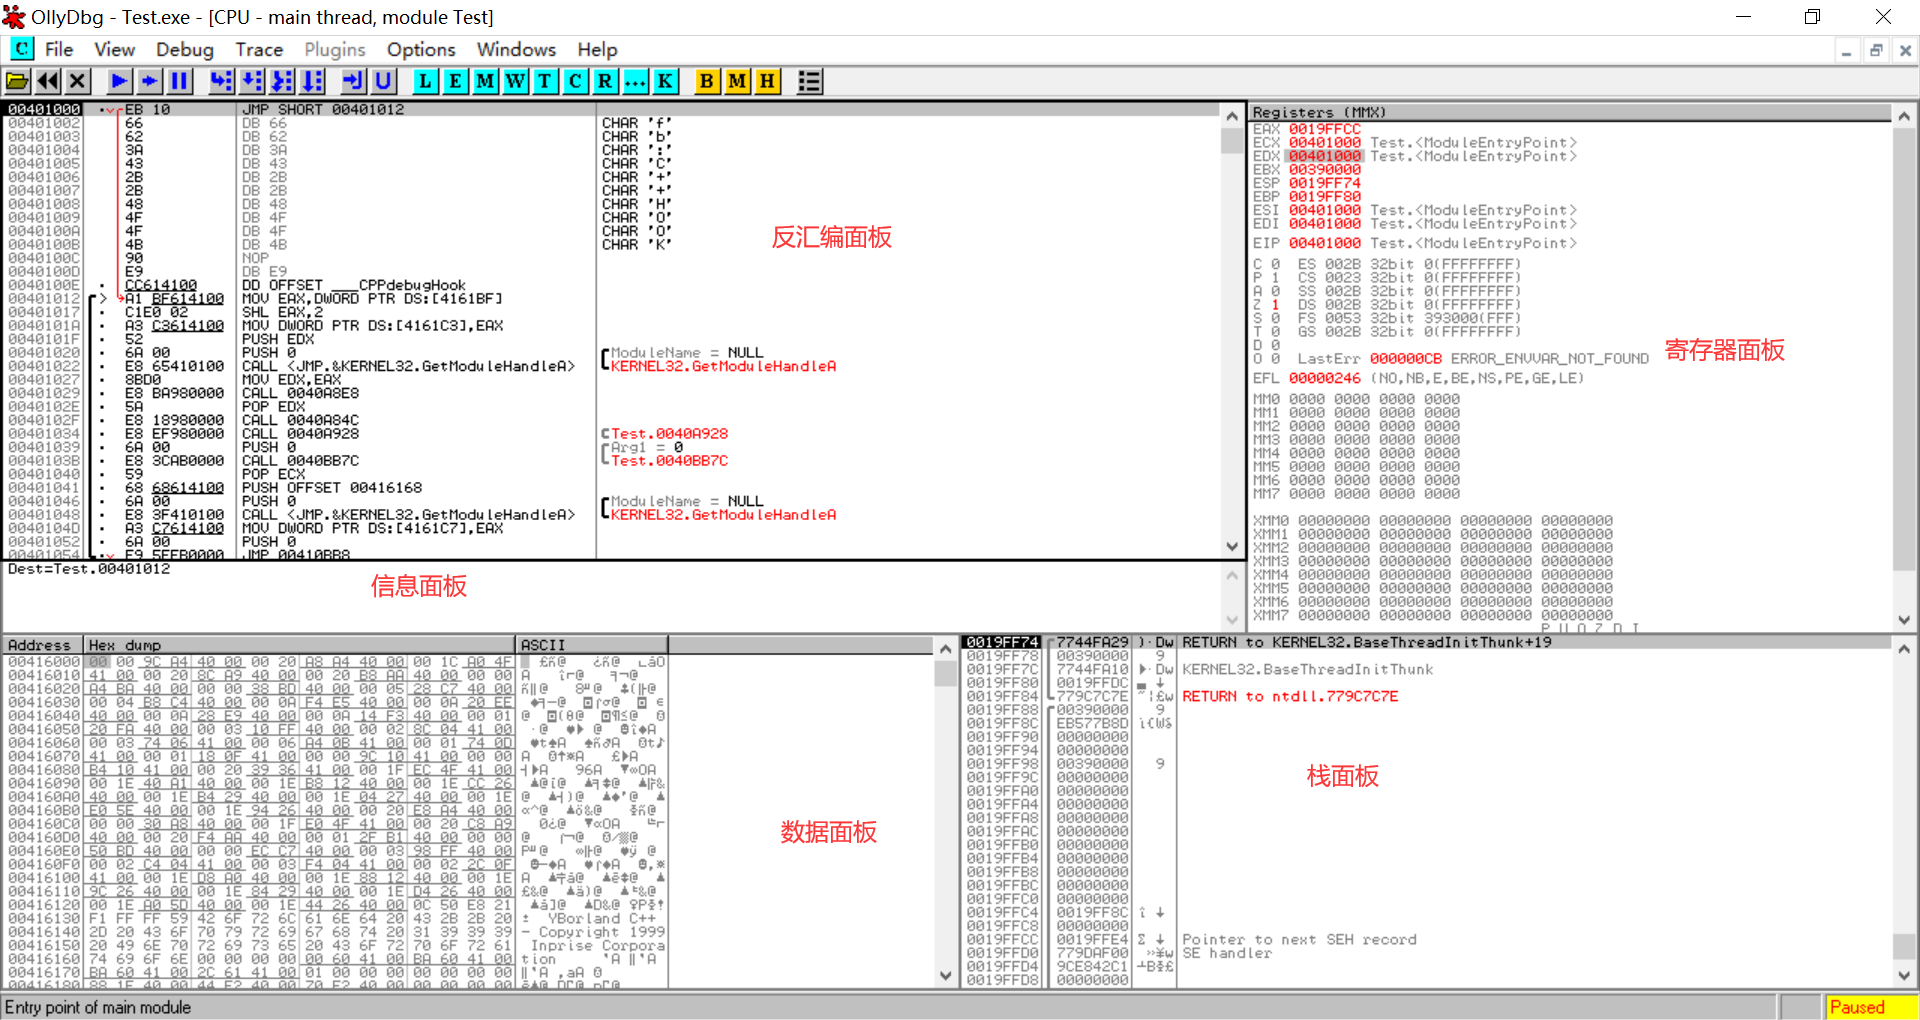 OllyDbg - Test.exe - [CPU - main thread, module Test]
C File View Debug Trace Plugins Options Windows Help
L E M W T C R ... K B M H
00401000 EB 10 JMP SHORT 00401012
00401002 66 DB 66 CHAR 'f'
00401003 62 DB 62 CHAR 'b'
00401004 3A DB 3A CHAR ':'
00401005 43 DB 43 CHAR 'C'
00401006 2B DB 2B CHAR '+'
00401007 2B DB 2B CHAR '+'
00401008 48 DB 48 CHAR 'H'
00401009 4F DB 4F CHAR 'O'
0040100A 4F DB 4F CHAR 'O'
0040100B 4B DB 4B CHAR 'K'
0040100C 90 NOP
0040100D E9 DB E9
0040100E CC614100 DD OFFSET ___CPPdebugHook
00401012 A1 BF614100 MOV EAX,DWORD PTR DS:[4161BF]
00401017 C1E0 02 SHL EAX,2
0040101A A3 C3614100 MOV DWORD PTR DS:[4161C3],EAX
0040101F 52 PUSH EDX
00401020 6A 00 PUSH 0 ModuleName = NULL
00401022 E8 65410100 CALL <JMP.&KERNEL32.GetModuleHandleA> KERNEL32.GetModuleHandleA
00401027 8BD0 MOV EDX,EAX
00401029 E8 BA980000 CALL 0040A8E8
0040102E 5A POP EDX
0040102F E8 18980000 CALL 0040A84C
00401034 E8 EF980000 CALL 0040A928 Test.0040A928
00401039 6A 00 PUSH 0 Arg1 = 0
0040103B E8 3CAB0000 CALL 0040BB7C Test.0040BB7C
00401040 59 POP ECX
00401041 68 68614100 PUSH OFFSET 00416168
00401046 6A 00 PUSH 0 ModuleName = NULL
00401048 E8 3F410100 CALL <JMP.&KERNEL32.GetModuleHandleA> KERNEL32.GetModuleHandleA
0040104D A3 C7614100 MOV DWORD PTR DS:[4161C7],EAX
00401052 6A 00 PUSH 0
00401054 E9 5FFB0000 JMP 00410BB8
反汇编面板
Dest=Test.00401012
信息面板
Registers (MMX)
EAX 0019FFCC
ECX 00401000 Test.<ModuleEntryPoint>
EDX 00401000 Test.<ModuleEntryPoint>
EBX 00390000
ESP 0019FF74
EBP 0019FF80
ESI 00401000 Test.<ModuleEntryPoint>
EDI 00401000 Test.<ModuleEntryPoint>
EIP 00401000 Test.<ModuleEntryPoint>
C 0 ES 002B 32bit 0(FFFFFFFF)
P 1 CS 0023 32bit 0(FFFFFFFF)
A 0 SS 002B 32bit 0(FFFFFFFF)
Z 1 DS 002B 32bit 0(FFFFFFFF)
S 0 FS 0053 32bit 393000(FFF)
T 0 GS 002B 32bit 0(FFFFFFFF)
D 0
O 0 LastErr 000000CB ERROR_ENVVAR_NOT_FOUND
EFL 00000246 (NO,NB,E,BE,NS,PE,GE,LE)
MM0 0000 0000 0000 0000
MM1 0000 0000 0000 0000
MM2 0000 0000 0000 0000
MM3 0000 0000 0000 0000
MM4 0000 0000 0000 0000
MM5 0000 0000 0000 0000
MM6 0000 0000 0000 0000
MM7 0000 0000 0000 0000
XMM0 00000000 00000000 00000000 00000000
XMM1 00000000 00000000 00000000 00000000
XMM2 00000000 00000000 00000000 00000000
XMM3 00000000 00000000 00000000 00000000
XMM4 00000000 00000000 00000000 00000000
XMM5 00000000 00000000 00000000 00000000
XMM6 00000000 00000000 00000000 00000000
XMM7 00000000 00000000 00000000 00000000
P U O Z D I
寄存器面板
Address Hex dump ASCII
00416000 00 00 9C A4 40 00 00 20 A8 A4 40 00 00 1C A0 4F
00416010 41 00 00 20 8C A9 40 00 00 20 B8 AA 40 00 00 00
00416020 A4 BA 40 00 00 00 38 BD 40 00 00 05 28 C7 40 00
00416030 00 04 B8 C4 40 00 00 0A F4 E5 40 00 00 0A 20 EE
00416040 40 00 00 0A 28 E9 40 00 00 0A 14 F3 40 00 00 01
00416050 20 FA 40 00 00 03 10 FF 40 00 00 02 8C 04 41 00
00416060 00 03 74 06 41 00 00 06 A4 0B 41 00 00 01 74 0D
00416070 41 00 00 01 18 0F 41 00 00 00 9C 10 41 00 00 00
00416080 B4 10 41 00 00 20 39 36 41 00 00 1F EC 4F 41 00
00416090 00 1E 40 A1 40 00 00 1E B8 12 40 00 00 1E CC 26
004160A0 40 00 00 1E B4 29 40 00 00 1E 04 27 40 00 00 1E
004160B0 E0 5E 40 00 00 1E 94 26 40 00 00 20 E8 A4 40 00
004160C0 00 00 30 A8 40 00 00 1F E0 4F 41 00 00 20 C8 A9
004160D0 40 00 00 20 F4 AA 40 00 00 01 2F B1 40 00 00 00
004160E0 50 BD 40 00 00 00 EC C7 40 00 00 03 98 FF 40 00
004160F0 00 02 C4 04 41 00 00 03 F4 04 41 00 00 02 2C 0F
00416100 41 00 00 1E D8 A0 40 00 00 1E 88 12 40 00 00 1E
00416110 9C 26 40 00 00 1E 84 29 40 00 00 1E D4 26 40 00
00416120 00 1E A0 5D 40 00 00 1E 44 26 40 00 0C 50 E8 21
00416130 F1 FF FF 59 42 6F 72 6C 61 6E 64 20 43 2B 2B 20 YBorland C++
00416140 2D 20 43 6F 70 79 72 69 67 68 74 20 31 39 39 39 - Copyright 1999
00416150 20 49 6E 70 72 69 73 65 20 43 6F 72 70 6F 72 61 Inprise Corpora
00416160 74 69 6F 6E 00 00 00 00 00 60 41 00 BA 60 41 00 tion
00416170 BA 60 41 00 2C 61 41 00 01 00 00 00 00 00 00 00
数据面板
0019FF74 7744FA29 RETURN to KERNEL32.BaseThreadInitThunk+19
0019FF78 00390000 9
0019FF7C 7744FA10 KERNEL32.BaseThreadInitThunk
0019FF80 0019FFDC
0019FF84 779C7C7E RETURN to ntdll.779C7C7E
0019FF88 00390000 9
0019FF8C EB577B8D
0019FF90 00000000
0019FF94 00000000
0019FF98 00390000 9
0019FF9C 00000000
0019FFA0 00000000
0019FFA4 00000000
0019FFA8 00000000
0019FFAC 00000000
0019FFB0 00000000
0019FFB4 00000000
0019FFB8 00000000
0019FFBC 00000000
0019FFC0 00000000
0019FFC4 0019FF8C
0019FFC8 00000000
0019FFCC 0019FFE4 Pointer to next SEH record
0019FFD0 779DAF00 SE handler
0019FFD4 9CE842C1
0019FFD8 00000000
栈面板
Entry point of main module
Paused